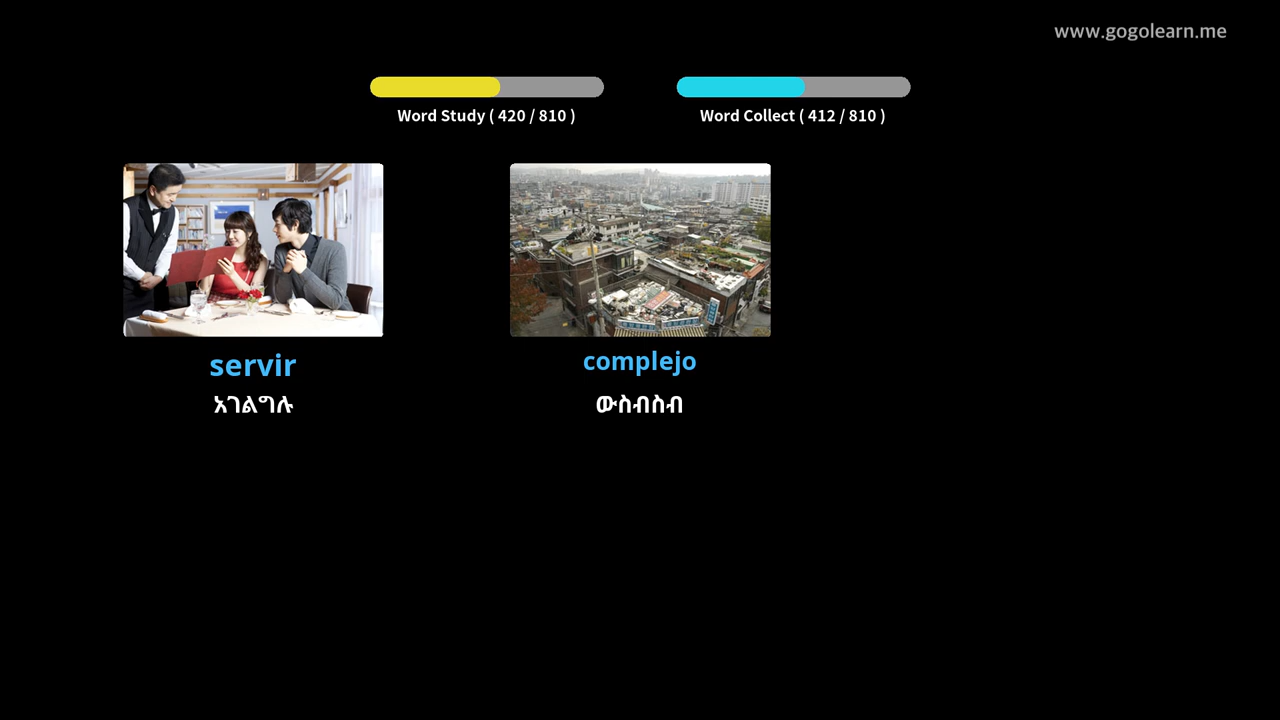 www.gogolearn.me
Word Study ( 420 / 810 )
Word Collect ( 412 / 810 )
servir
አገልግሉ
complejo
ውስብስብ